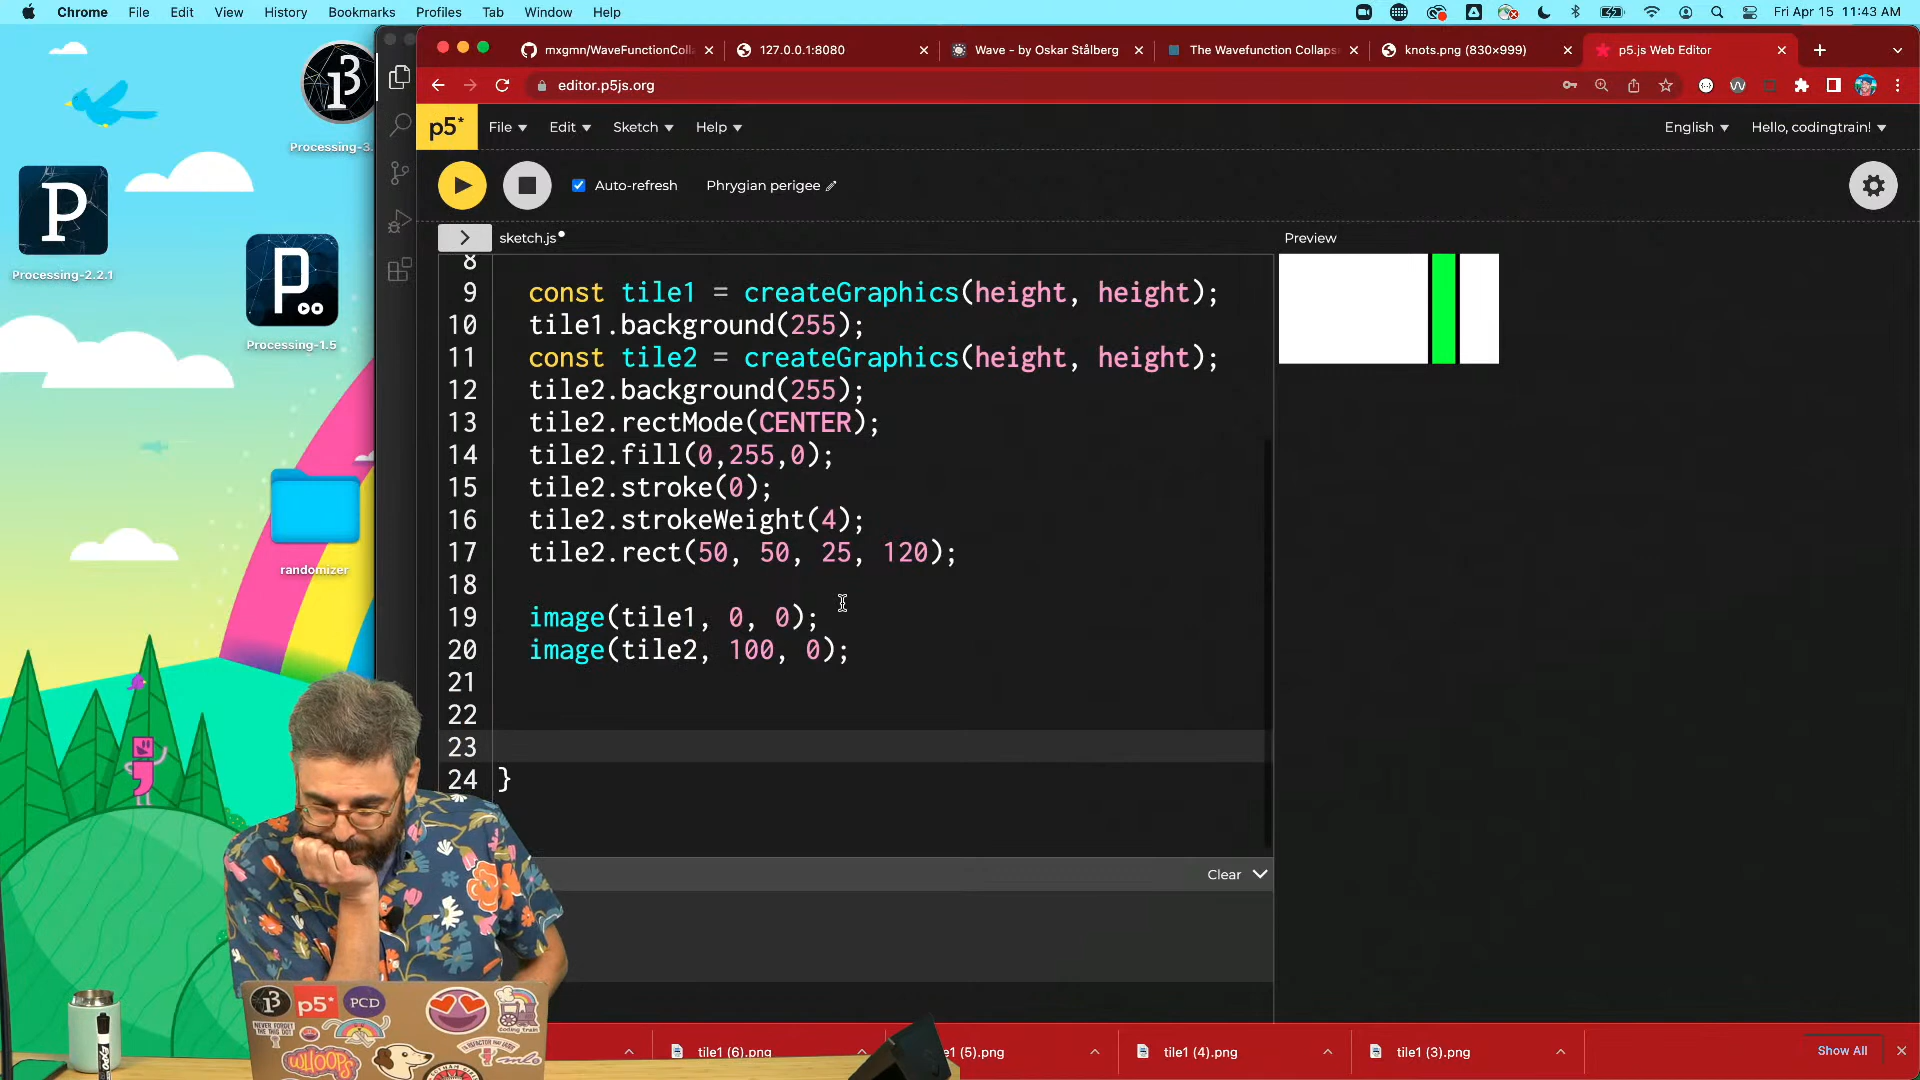 Chrome File Edit View History Bookmarks Profiles Tab Window Help Fri Apr 15 11:43 AM
mxgmn/WaveFunctionColl 127.0.0.1:8080 Wave - by Oskar Stålberg The Wavefunction Collaps knots.png (830×999) p5.js Web Editor
editor.p5js.org
p5* File Edit Sketch Help English Hello, codingtrain!
Auto-refresh Phrygian perigee
sketch.js Preview
8
9 const tile1 = createGraphics(height, height);
10 tile1.background(255);
11 const tile2 = createGraphics(height, height);
12 tile2.background(255);
13 tile2.rectMode(CENTER);
14 tile2.fill(0,255,0);
15 tile2.stroke(0);
16 tile2.strokeWeight(4);
17 tile2.rect(50, 50, 25, 120);
18
19 image(tile1, 0, 0);
20 image(tile2, 100, 0);
21
22
23
24 }
Clear
tile1 (6).png (5).png tile1 (4).png tile1 (3).png Show All
Processing-3.
P
Processing-2.2.1
Processing-1.5
randomizer
p5*
PCD
NEVER FORGET
WHOOPS
coding train
EXPO